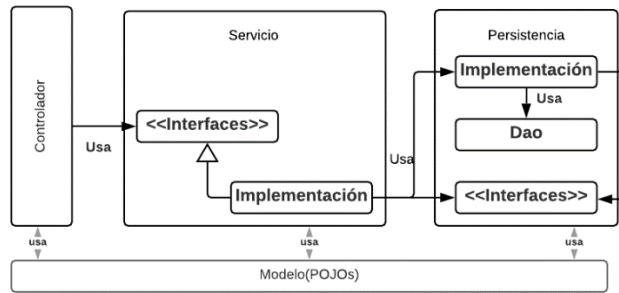 Controlador
Usa
Servicio
<<Interfaces>>
Implementación
Usa
Persistencia
Implementación
Usa
Dao
<<Interfaces>>
usa
usa
usa
Modelo(POJOs)